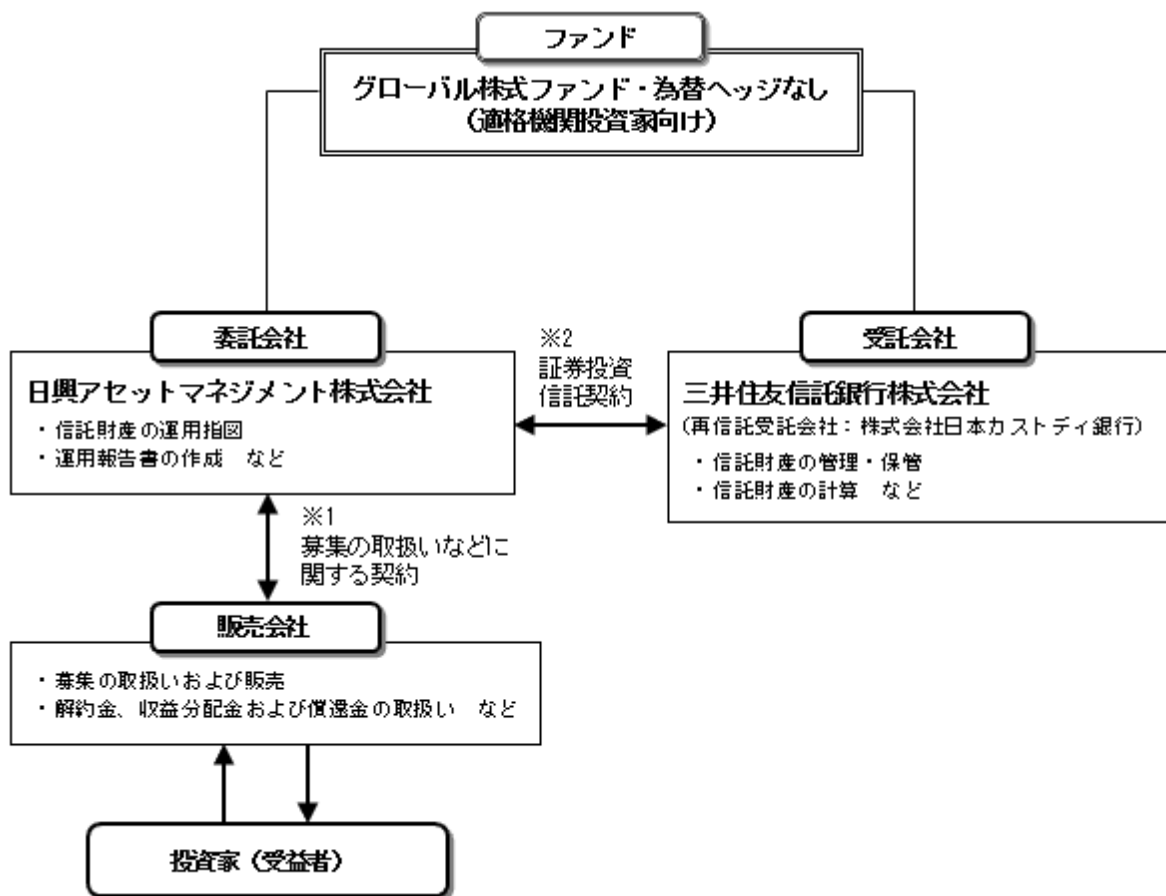 ファンド
グローバル株式ファンド・為替ヘッジなし
（適格機関投資家向け）
委託会社
日興アセットマネジメント株式会社
・信託財産の運用指図
・運用報告書の作成　など
※2
証券投資
信託契約
受託会社
三井住友信託銀行株式会社
（再信託受託会社：株式会社日本カストディ銀行）
・信託財産の管理・保管
・信託財産の計算　など
※1
募集の取扱いなどに
関する契約
販売会社
・募集の取扱いおよび販売
・解約金、収益分配金および償還金の取扱い　など
投資家（受益者）